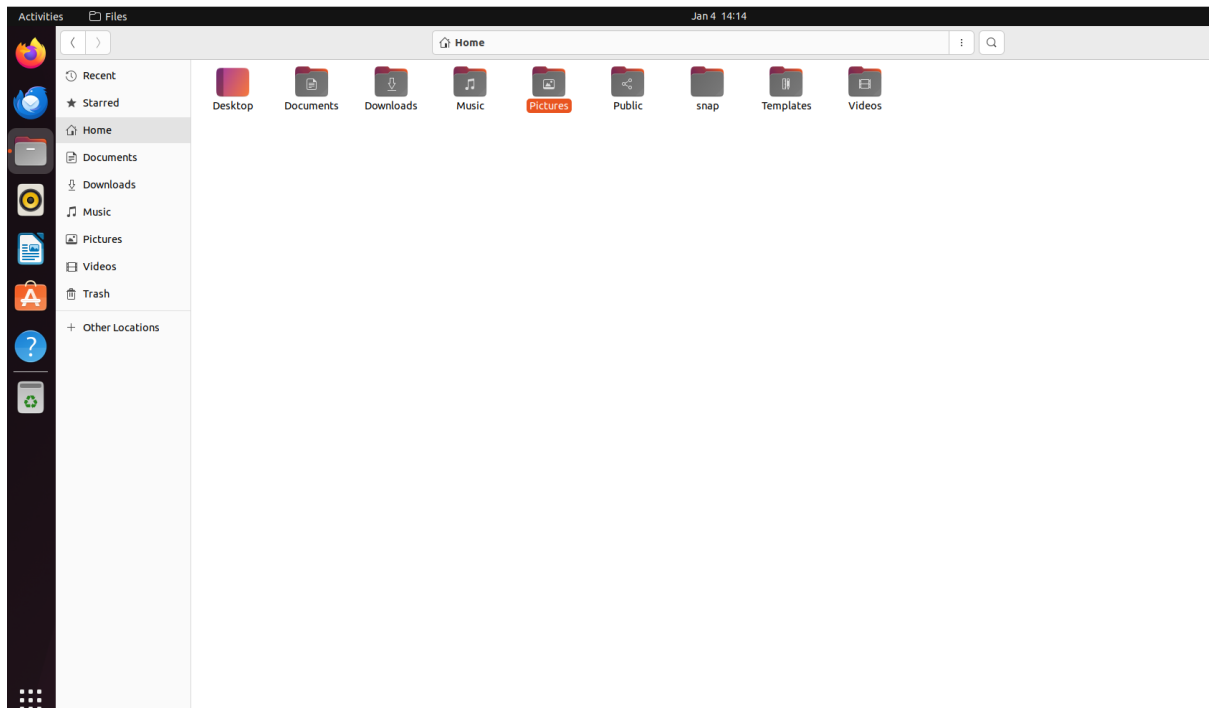 Activities Files Jan 4 14:14
Home
Recent
Starred
Home
Documents
Downloads
Music
Pictures
Videos
Trash
Other Locations
Desktop Documents Downloads Music Pictures Public snap Templates Videos